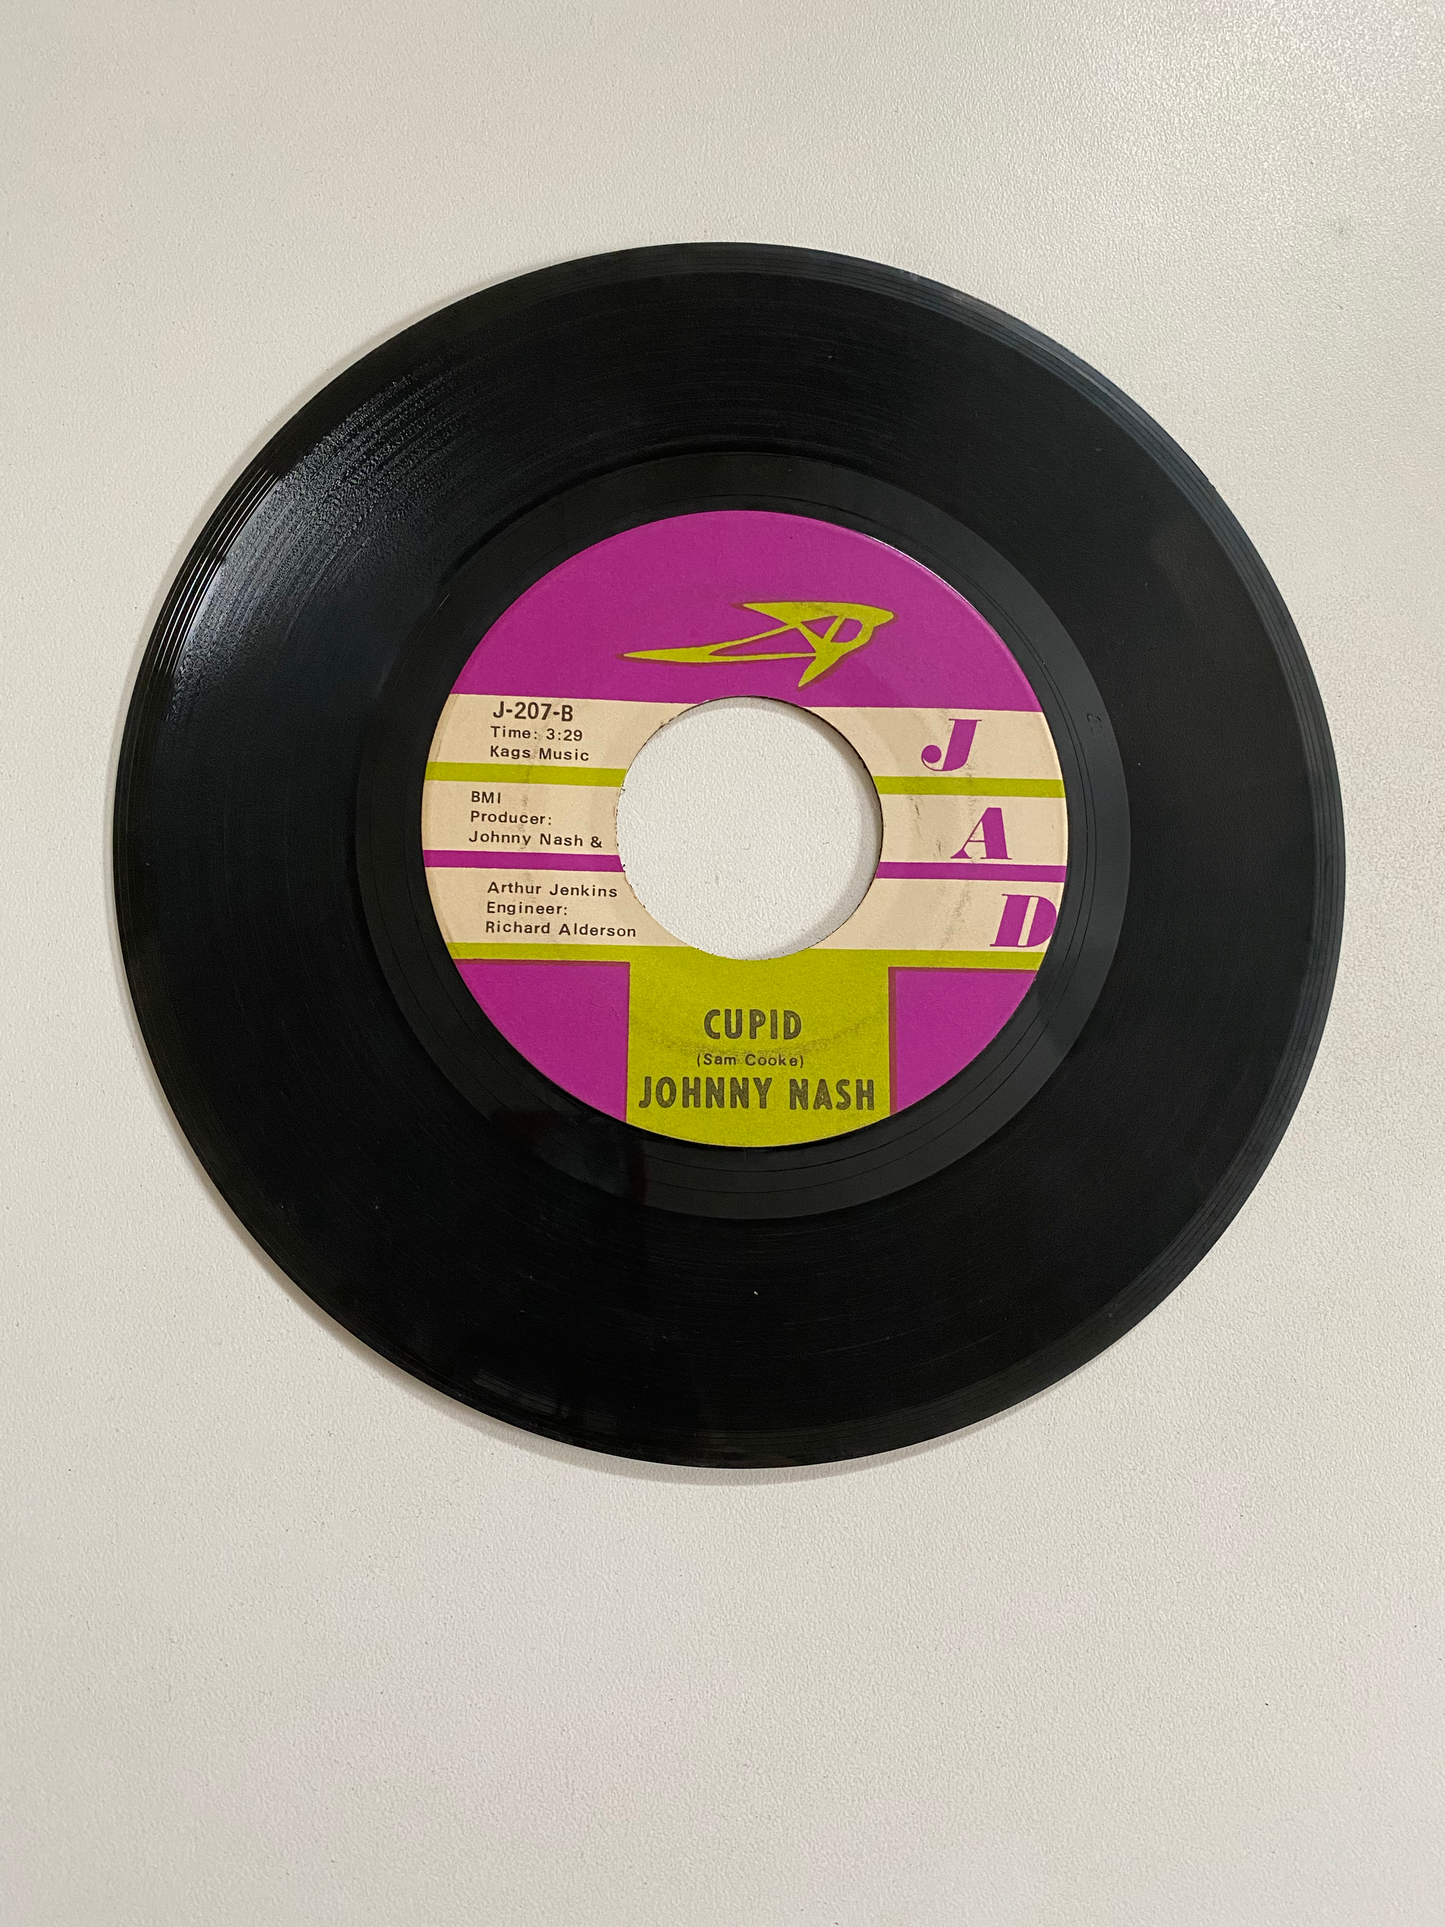 J-207-B
Time: 3:29
Kags Music
BMI
Producer:
Johnny Nash &
Arthur Jenkins
Engineer:
Richard Alderson
J
A
D
CUPID
(Sam Cooke)
JOHNNY NASH